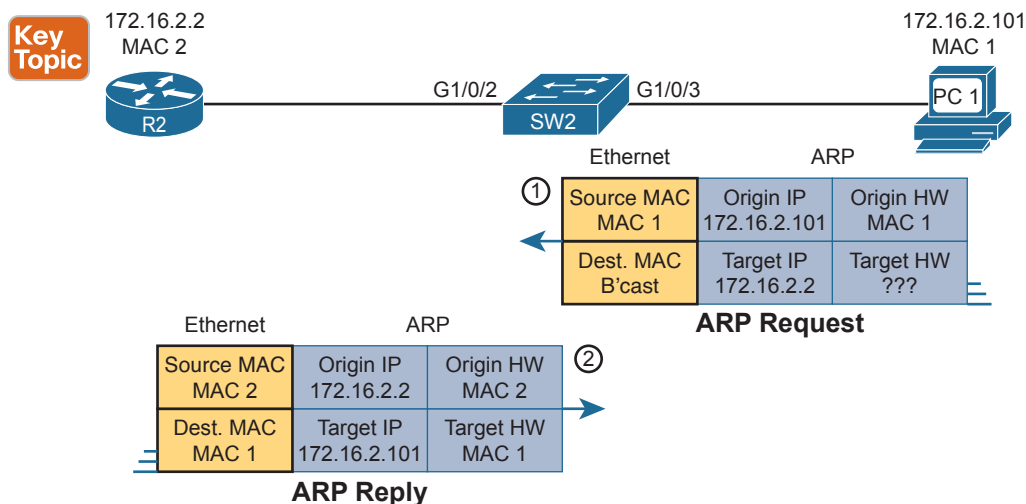 Key
Topic
172.16.2.2
MAC 2
R2
G1/0/2
SW2
G1/0/3
172.16.2.101
MAC 1
PC 1
Ethernet
ARP
1
Source MAC
MAC 1
Origin IP
172.16.2.101
Origin HW
MAC 1
Dest. MAC
B'cast
Target IP
172.16.2.2
Target HW
???
ARP Request
Ethernet
ARP
Source MAC
MAC 2
Origin IP
172.16.2.2
Origin HW
MAC 2
2
Dest. MAC
MAC 1
Target IP
172.16.2.101
Target HW
MAC 1
ARP Reply